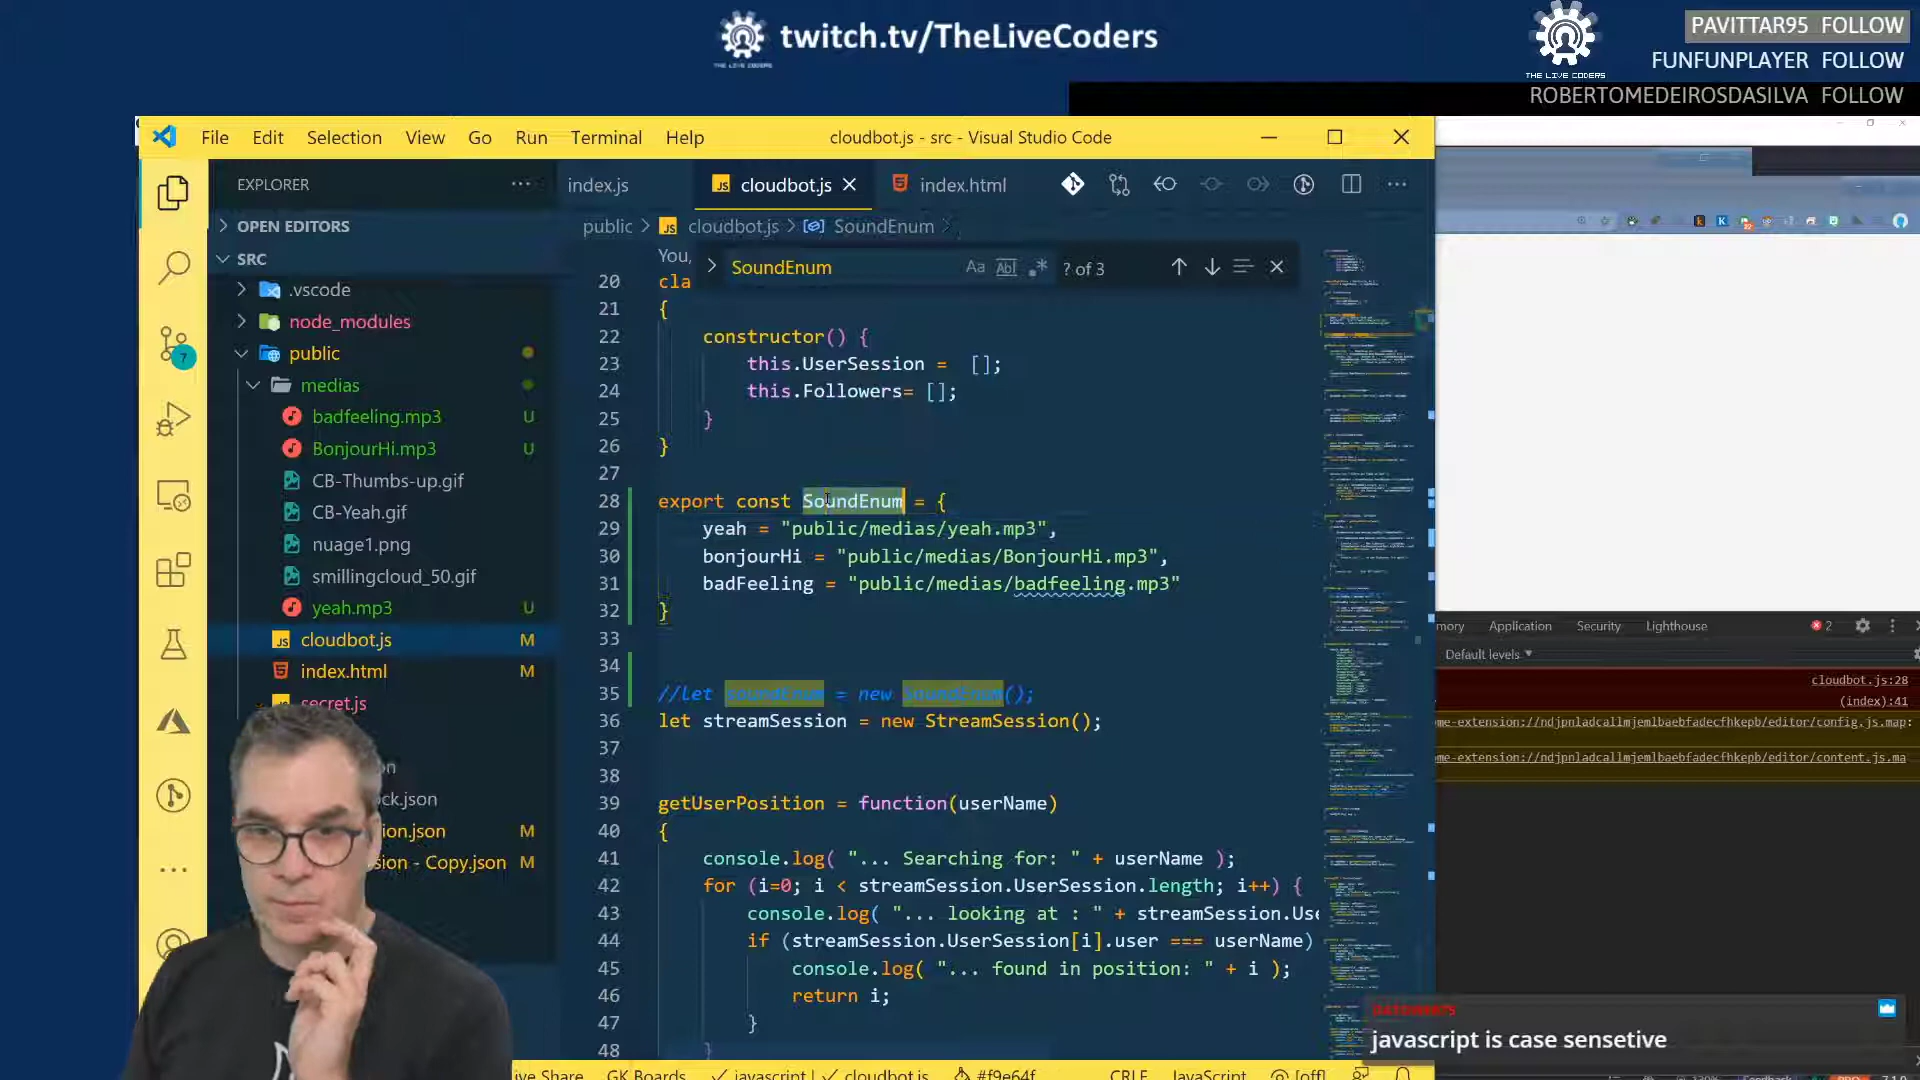 twitch.tv/TheLiveCoders
THE LIVE CODERS
THE LIVE CODERS
PAVITTAR95 FOLLOW
FUNFUNPLAYER FOLLOW
ROBERTOMEDEIROSDASILVA FOLLOW
File Edit Selection View Go Run Terminal Help
cloudbot.js - src - Visual Studio Code
EXPLORER
index.js
JS cloudbot.js
index.html
OPEN EDITORS
SRC
.vscode
node_modules
public
medias
badfeeling.mp3 U
BonjourHi.mp3 U
CB-Thumbs-up.gif
CB-Yeah.gif
nuage1.png
smillingcloud_50.gif
yeah.mp3 U
JS cloudbot.js M
index.html M
secret.js
on
ock.json
ion.json M
sion - Copy.json M
7
public > JS cloudbot.js > SoundEnum
SoundEnum Aa Abl ? of 3
You,
20 cla
21 {
22 constructor() {
23 this.UserSession = [];
24 this.Followers= [];
25 }
26 }
27
28 export const SoundEnum = {
29 yeah = "public/medias/yeah.mp3",
30 bonjourHi = "public/medias/BonjourHi.mp3",
31 badFeeling = "public/medias/badfeeling.mp3"
32 }
33
34
35 //let soundEnum = new SoundEnum();
36 let streamSession = new StreamSession();
37
38
39 getUserPosition = function(userName)
40 {
41 console.log( "... Searching for: " + userName );
42 for (i=0; i < streamSession.UserSession.length; i++) {
43 console.log( "... looking at : " + streamSession.Use
44 if (streamSession.UserSession[i].user === userName)
45 console.log( "... found in position: " + i );
46 return i;
47 }
48 }
ive Share GK Boards ✓ javascript | ✓ cloudbot.js #f9e64f CRLF JavaScript [off]
mory Application Security Lighthouse 2
Default levels
cloudbot.js:28
(index):41
ome-extension://ndjpnladcallmjemlbaebfadecfhkepb/editor/config.js.map:
ome-extension://ndjpnladcallmjemlbaebfadecfhkepb/editor/content.js.ma
javascript is case sensetive